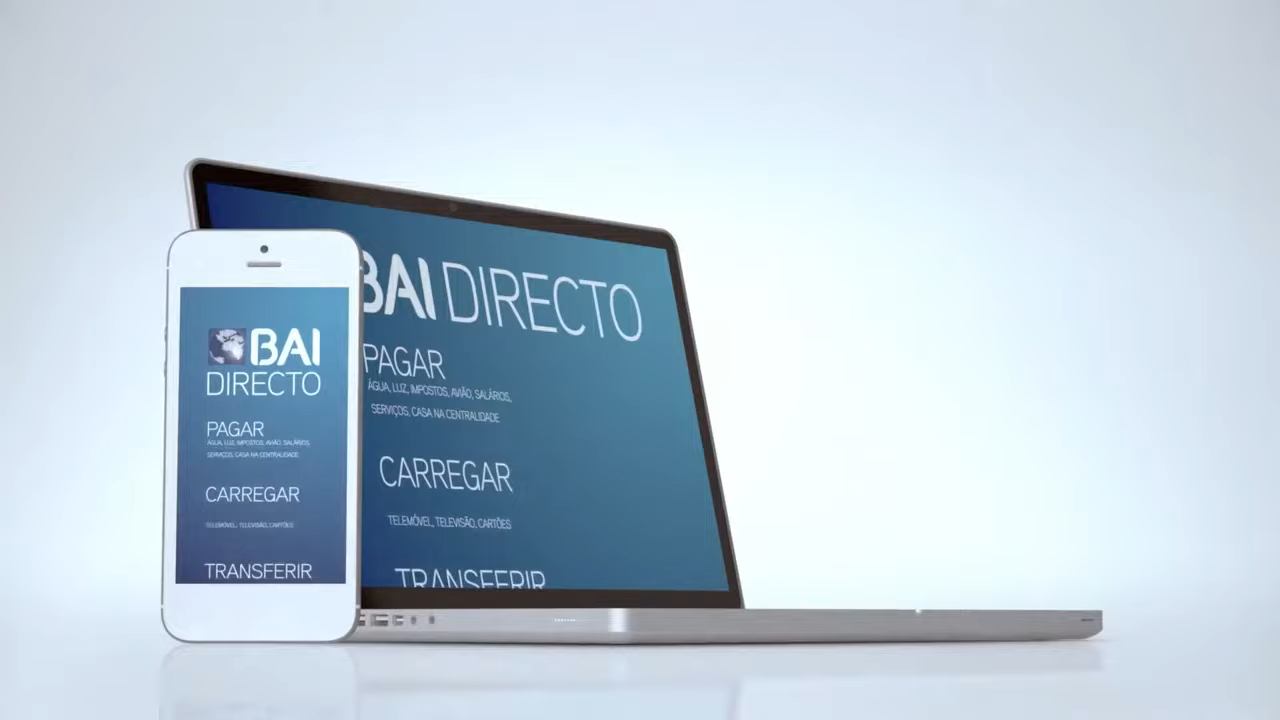 BAI
DIRECTO
PAGAR
ÁGUA, LUZ, IMPOSTOS, AVIÃO, SALÁRIOS,
SERVIÇOS, CASA NA CENTRALIDADE
CARREGAR
TELEMÓVEL, TELEVISÃO, CARTÕES
TRANSFERIR
BAI DIRECTO
PAGAR
ÁGUA, LUZ, IMPOSTOS, AVIÃO, SALÁRIOS,
SERVIÇOS, CASA NA CENTRALIDADE
CARREGAR
TELEMÓVEL, TELEVISÃO, CARTÕES
TRANSFERIR